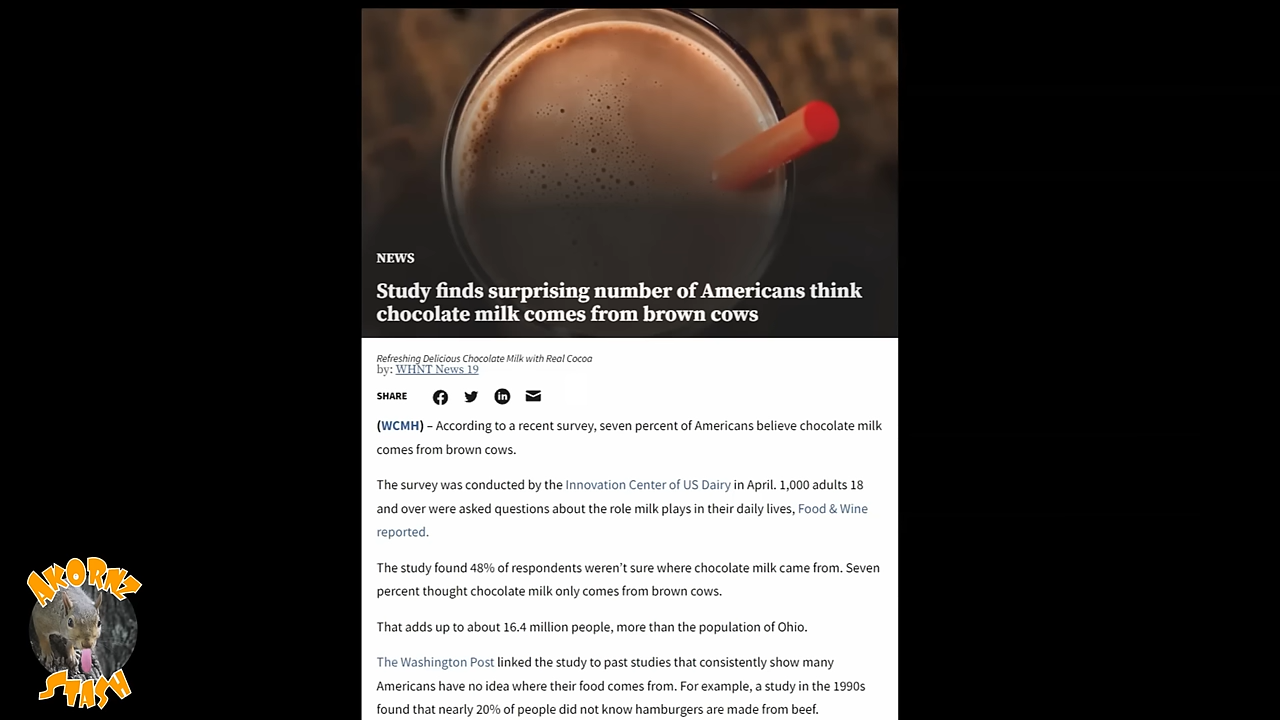 NEWS
Study finds surprising number of Americans think
chocolate milk comes from brown cows
Refreshing Delicious Chocolate Milk with Real Cocoa
by: WHNT News 19
SHARE
(WCMH) – According to a recent survey, seven percent of Americans believe chocolate milk
comes from brown cows.
The survey was conducted by the Innovation Center of US Dairy in April. 1,000 adults 18
and over were asked questions about the role milk plays in their daily lives, Food & Wine
reported.
The study found 48% of respondents weren’t sure where chocolate milk came from. Seven
percent thought chocolate milk only comes from brown cows.
That adds up to about 16.4 million people, more than the population of Ohio.
The Washington Post linked the study to past studies that consistently show many
Americans have no idea where their food comes from. For example, a study in the 1990s
found that nearly 20% of people did not know hamburgers are made from beef.
AKORNZ
STASH